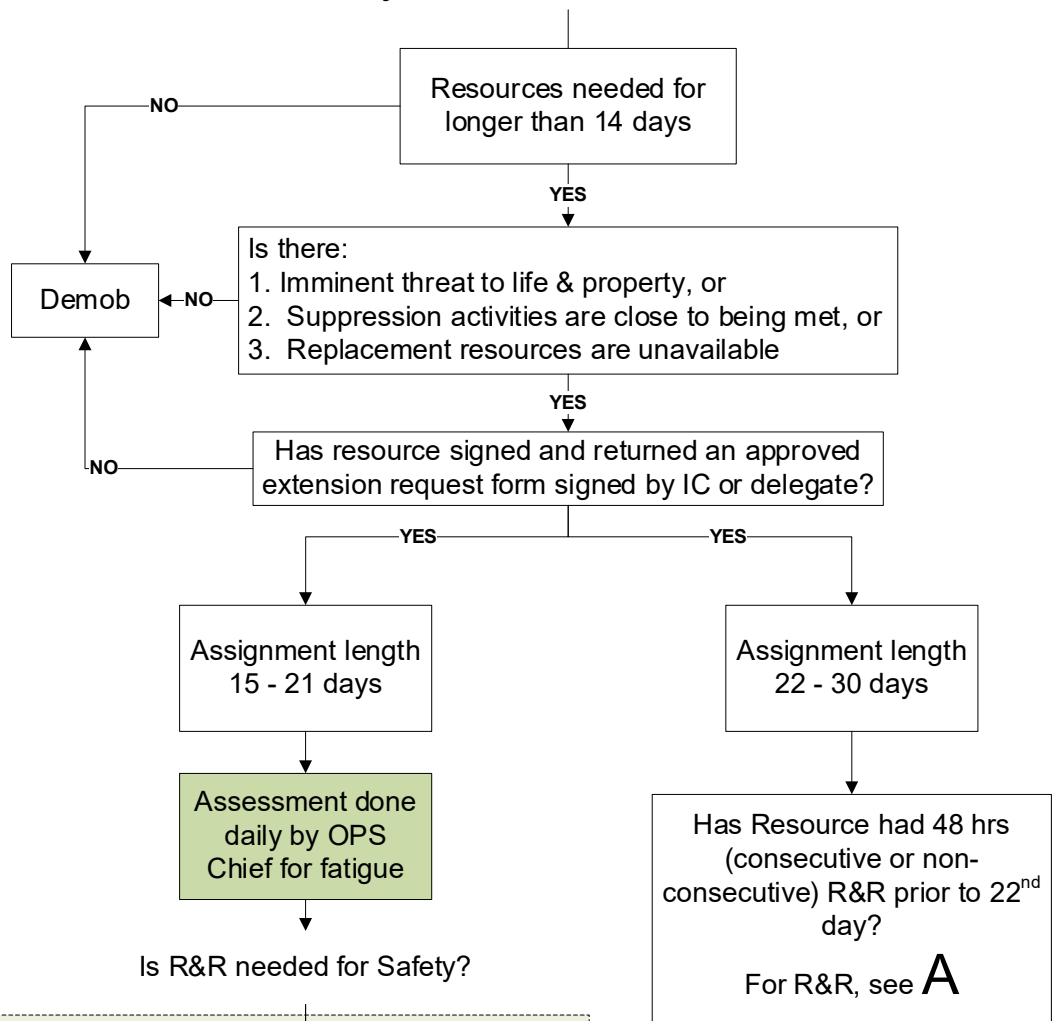 Resources needed for
longer than 14 days
NO
YES
Is there:
1. Imminent threat to life & property, or
2. Suppression activities are close to being met, or
3. Replacement resources are unavailable
Demob
NO
YES
Has resource signed and returned an approved
extension request form signed by IC or delegate?
NO
YES
YES
Assignment length
15 - 21 days
Assignment length
22 - 30 days
Assessment done
daily by OPS
Chief for fatigue
Has Resource had 48 hrs
(consecutive or non-
consecutive) R&R prior to 22nd
day?
For R&R, see A
Is R&R needed for Safety?